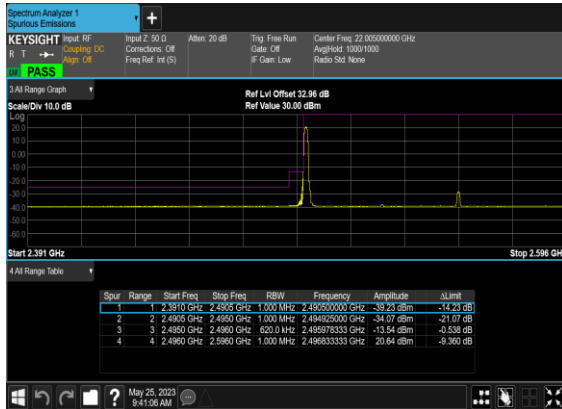 Spectrum Analyzer 1
Spurious Emissions
KEYSIGHT Input: RF Input Z: 50 Ω Atten: 20 dB Trig: Free Run Center Freq: 22.005000000 GHz
R T Coupling: DC Corrections: Off Gate: Off Avg|Hold: 1000/1000
Align: Off Freq Ref: Int (S) IF Gain: Low Radio Std: None
PASS
3 All Range Graph
Ref Lvl Offset 32.96 dB
Scale/Div 10.0 dB Ref Value 30.00 dBm
Log
20.0
10.0
0.00
-10.0
-20.0
-30.0
-40.0
-50.0
-60.0
Start 2.391 GHz Stop 2.596 GH
4 All Range Table
Spur Range Start Freq Stop Freq RBW Frequency Amplitude ΔLimit
1 1 2.3910 GHz 2.4905 GHz 1.000 MHz 2.490500000 GHz -39.23 dBm -14.23 dB
2 2 2.4905 GHz 2.4950 GHz 1.000 MHz 2.494925000 GHz -34.07 dBm -21.07 dB
3 3 2.4950 GHz 2.4960 GHz 620.0 kHz 2.495978333 GHz -13.54 dBm -0.538 dB
4 4 2.4960 GHz 2.5960 GHz 1.000 MHz 2.496833333 GHz 20.64 dBm -9.360 dB
?
May 25, 2023
9:41:06 AM